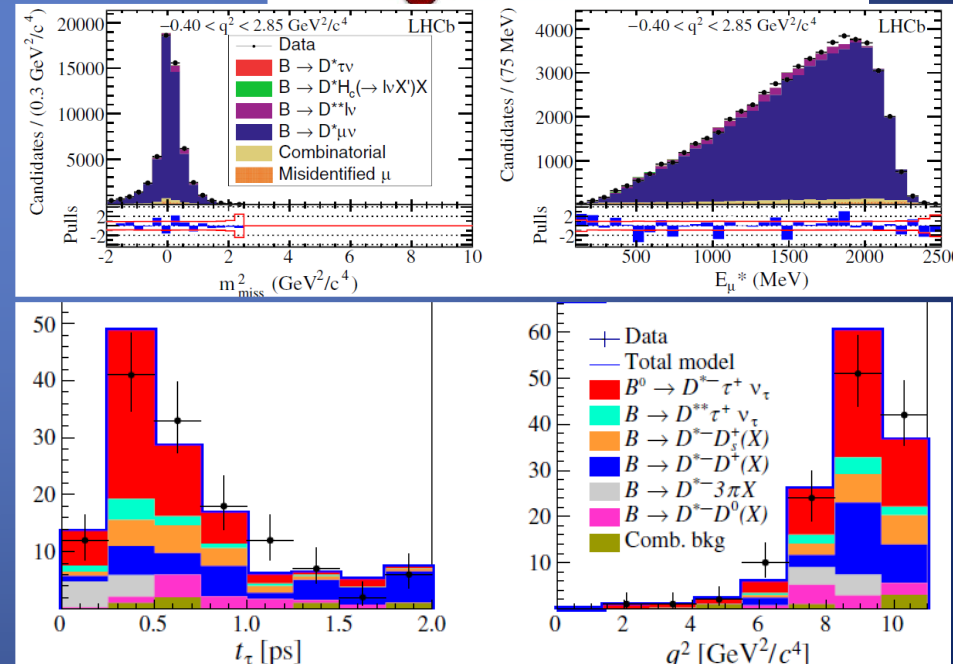 −0.40 < q² < 2.85 GeV²/c⁴ LHCb
Candidates / (0.3 GeV²/c⁴)
20000
15000
10000
5000
Data
B → D*τν
B → D*H_c(→ lνX')X
B → D**lν
B → D*μν
Combinatorial
Misidentified μ
Pulls
2
-2
−2 0 2 4 6 8 10
m²_miss (GeV²/c⁴)
−0.40 < q² < 2.85 GeV²/c⁴ LHCb
Candidates / (75 MeV)
4000
3000
2000
1000
Pulls
2
-2
500 1000 1500 2000 2500
E_μ* (MeV)
50
40
30
20
10
0 0.5 1.0 1.5 2.0
t_τ [ps]
60
50
40
30
20
10
Data
Total model
B⁰ → D*⁻ τ⁺ ν_τ
B → D**τ⁺ ν_τ
B → D*⁻D_s⁺(X)
B → D*⁻D⁺(X)
B → D*⁻3πX
B → D*⁻D⁰(X)
Comb. bkg
0 2 4 6 8 10
q² [GeV²/c⁴]